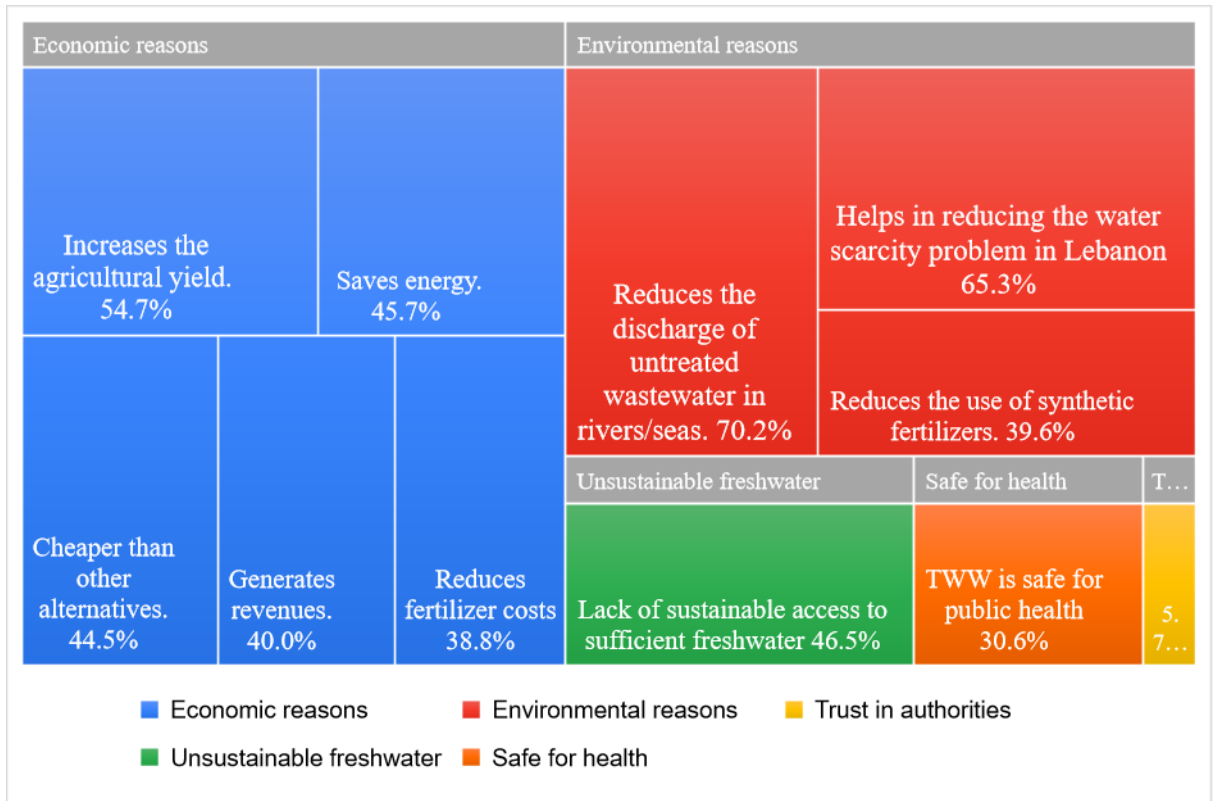 Economic reasons
Increases the
agricultural yield.
54.7%
Saves energy.
45.7%
Cheaper than
other
alternatives.
44.5%
Generates
revenues.
40.0%
Reduces
fertilizer costs
38.8%
Environmental reasons
Reduces the
discharge of
untreated
wastewater in
rivers/seas. 70.2%
Helps in reducing the water
scarcity problem in Lebanon
65.3%
Reduces the use of synthetic
fertilizers. 39.6%
Unsustainable freshwater
Lack of sustainable access to
sufficient freshwater 46.5%
Safe for health
TWW is safe for
public health
30.6%
T...
5.
7...
Economic reasons
Environmental reasons
Trust in authorities
Unsustainable freshwater
Safe for health